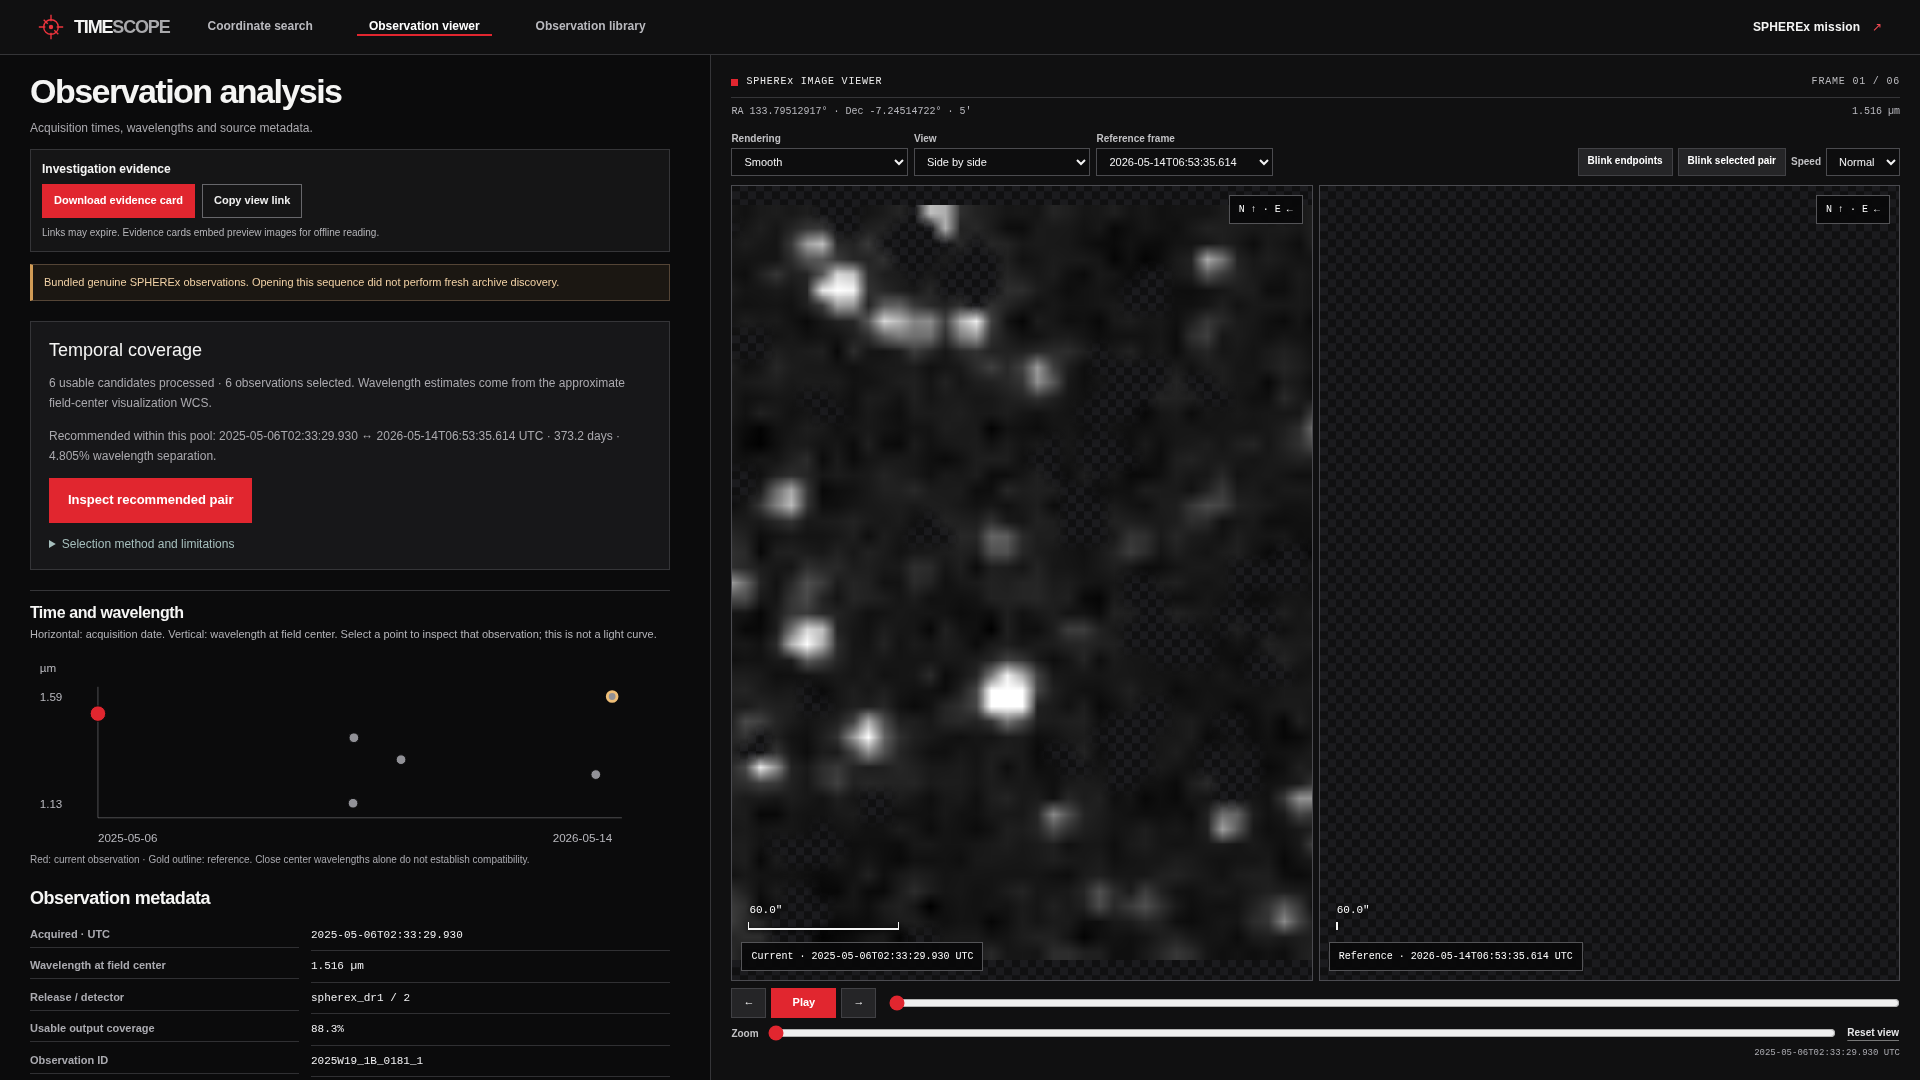 TIMESCOPE
Coordinate search
Observation viewer
Observation library
SPHEREx mission ↗
Observation analysis
Acquisition times, wavelengths and source metadata.
Investigation evidence
Download evidence card
Copy view link
Links may expire. Evidence cards embed preview images for offline reading.
Bundled genuine SPHEREx observations. Opening this sequence did not perform fresh archive discovery.
Temporal coverage
6 usable candidates processed · 6 observations selected. Wavelength estimates come from the approximate
field-center visualization WCS.
Recommended within this pool: 2025-05-06T02:33:29.930 ↔ 2026-05-14T06:53:35.614 UTC · 373.2 days ·
4.805% wavelength separation.
Inspect recommended pair
▶ Selection method and limitations
Time and wavelength
Horizontal: acquisition date. Vertical: wavelength at field center. Select a point to inspect that observation; this is not a light curve.
µm
1.59
1.13
2025-05-06
2026-05-14
Red: current observation · Gold outline: reference. Close center wavelengths alone do not establish compatibility.
Observation metadata
Acquired · UTC
2025-05-06T02:33:29.930
Wavelength at field center
1.516 µm
Release / detector
spherex_dr1 / 2
Usable output coverage
88.3%
Observation ID
2025W19_1B_0181_1
SPHEREx IMAGE VIEWER
FRAME 01 / 06
RA 133.79512917° · Dec -7.24514722° · 5'
1.516 µm
Rendering
View
Reference frame
Smooth
Side by side
2026-05-14T06:53:35.614
Blink endpoints
Blink selected pair
Speed
Normal
N ↑ · E ←
N ↑ · E ←
60.0"
60.0"
Current · 2025-05-06T02:33:29.930 UTC
Reference · 2026-05-14T06:53:35.614 UTC
←
Play
→
Zoom
Reset view
2025-05-06T02:33:29.930 UTC